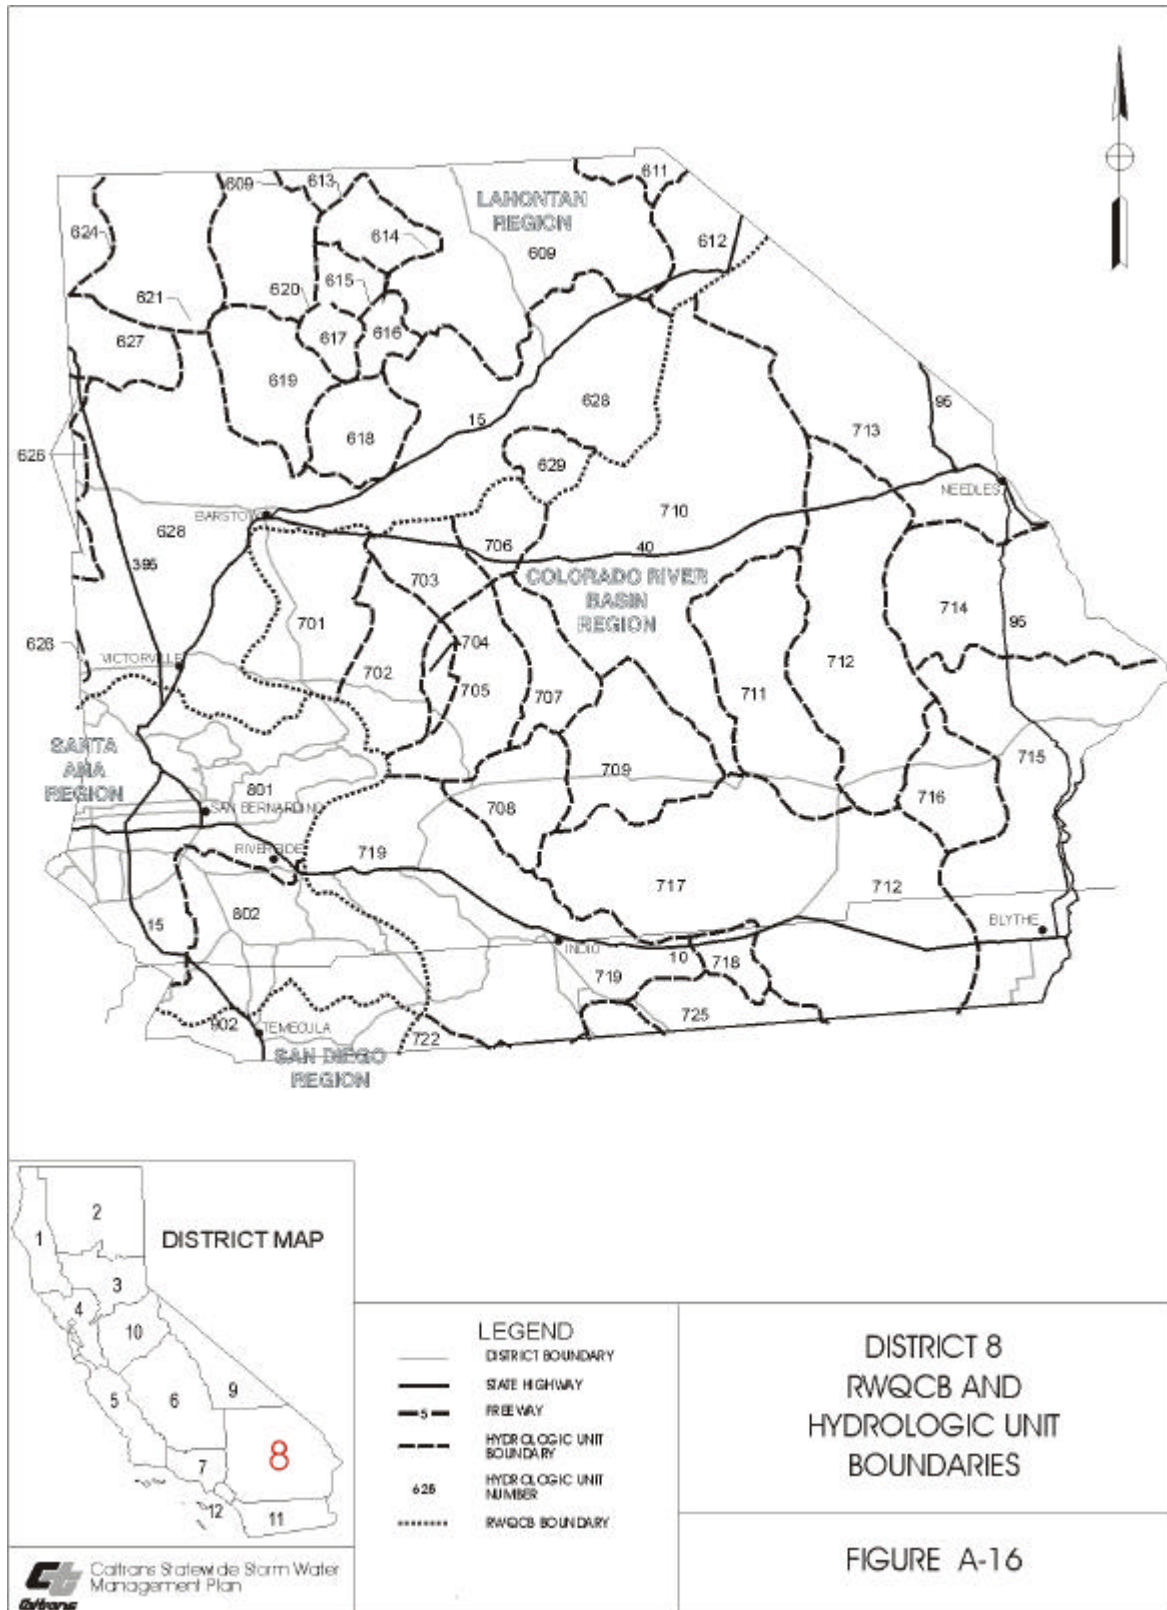 611
609
613
LAHONTAN
REGION
624
614
609
612
615
621
620
627
617
616
619
628
95
15
713
618
626
629
NEEDLES
BARSTOW
710
628
706
40
395
703
COLORADO RIVER
BASIN
REGION
714
701
95
626
704
VICTORVILLE
702
712
705
707
711
SANTA
ANA
REGION
715
709
801
716
708
SAN BERNARDINO
RIVERSIDE
719
717
712
802
15
BLYTHE
INDIO
10
718
719
725
902
TEMECULA
722
SAN DIEGO
REGION
DISTRICT MAP
1
2
3
4
10
5
6
9
7
8
12
11
LEGEND
DISTRICT BOUNDARY
STATE HIGHWAY
5
FREEWAY
HYDROLOGIC UNIT
BOUNDARY
628
HYDROLOGIC UNIT
NUMBER
RWQCB BOUNDARY
DISTRICT 8
RWQCB AND
HYDROLOGIC UNIT
BOUNDARIES
FIGURE A-16
Caltrans Statewide Storm Water
Management Plan
Caltrans